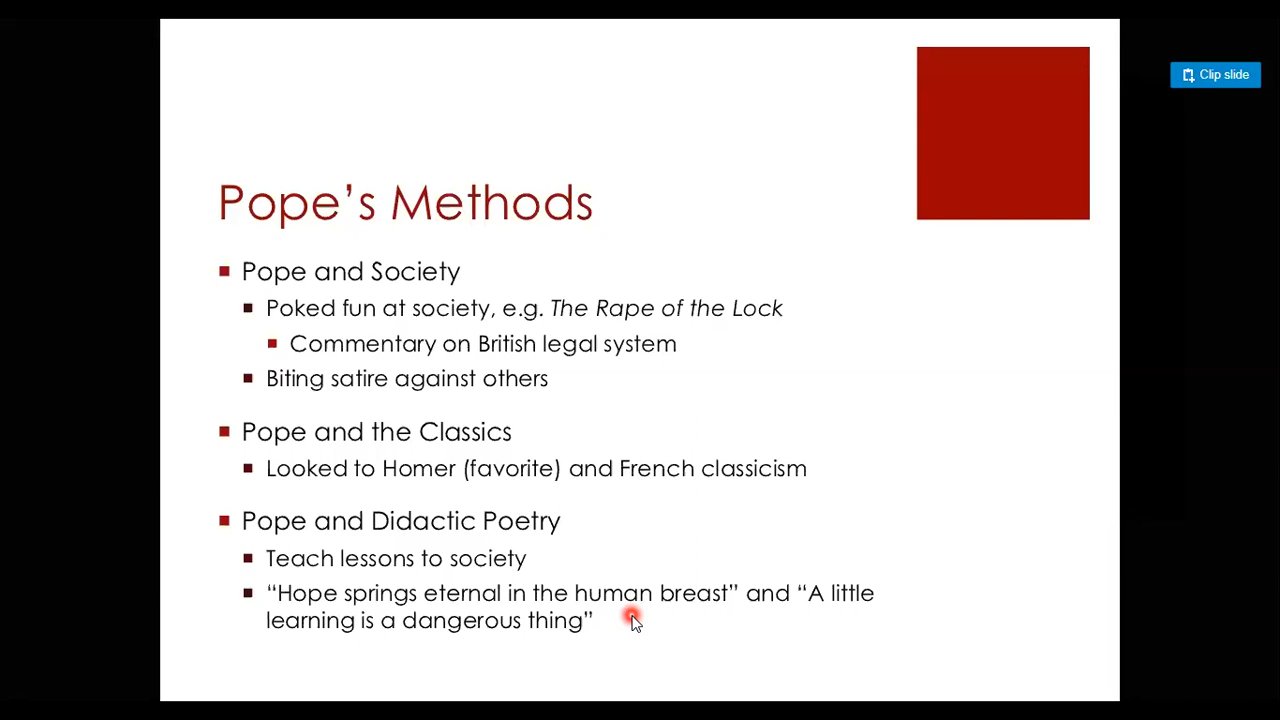 Clip slide
Pope’s Methods
Pope and Society
Poked fun at society, e.g. The Rape of the Lock
Commentary on British legal system
Biting satire against others
Pope and the Classics
Looked to Homer (favorite) and French classicism
Pope and Didactic Poetry
Teach lessons to society
“Hope springs eternal in the human breast” and “A little
learning is a dangerous thing”